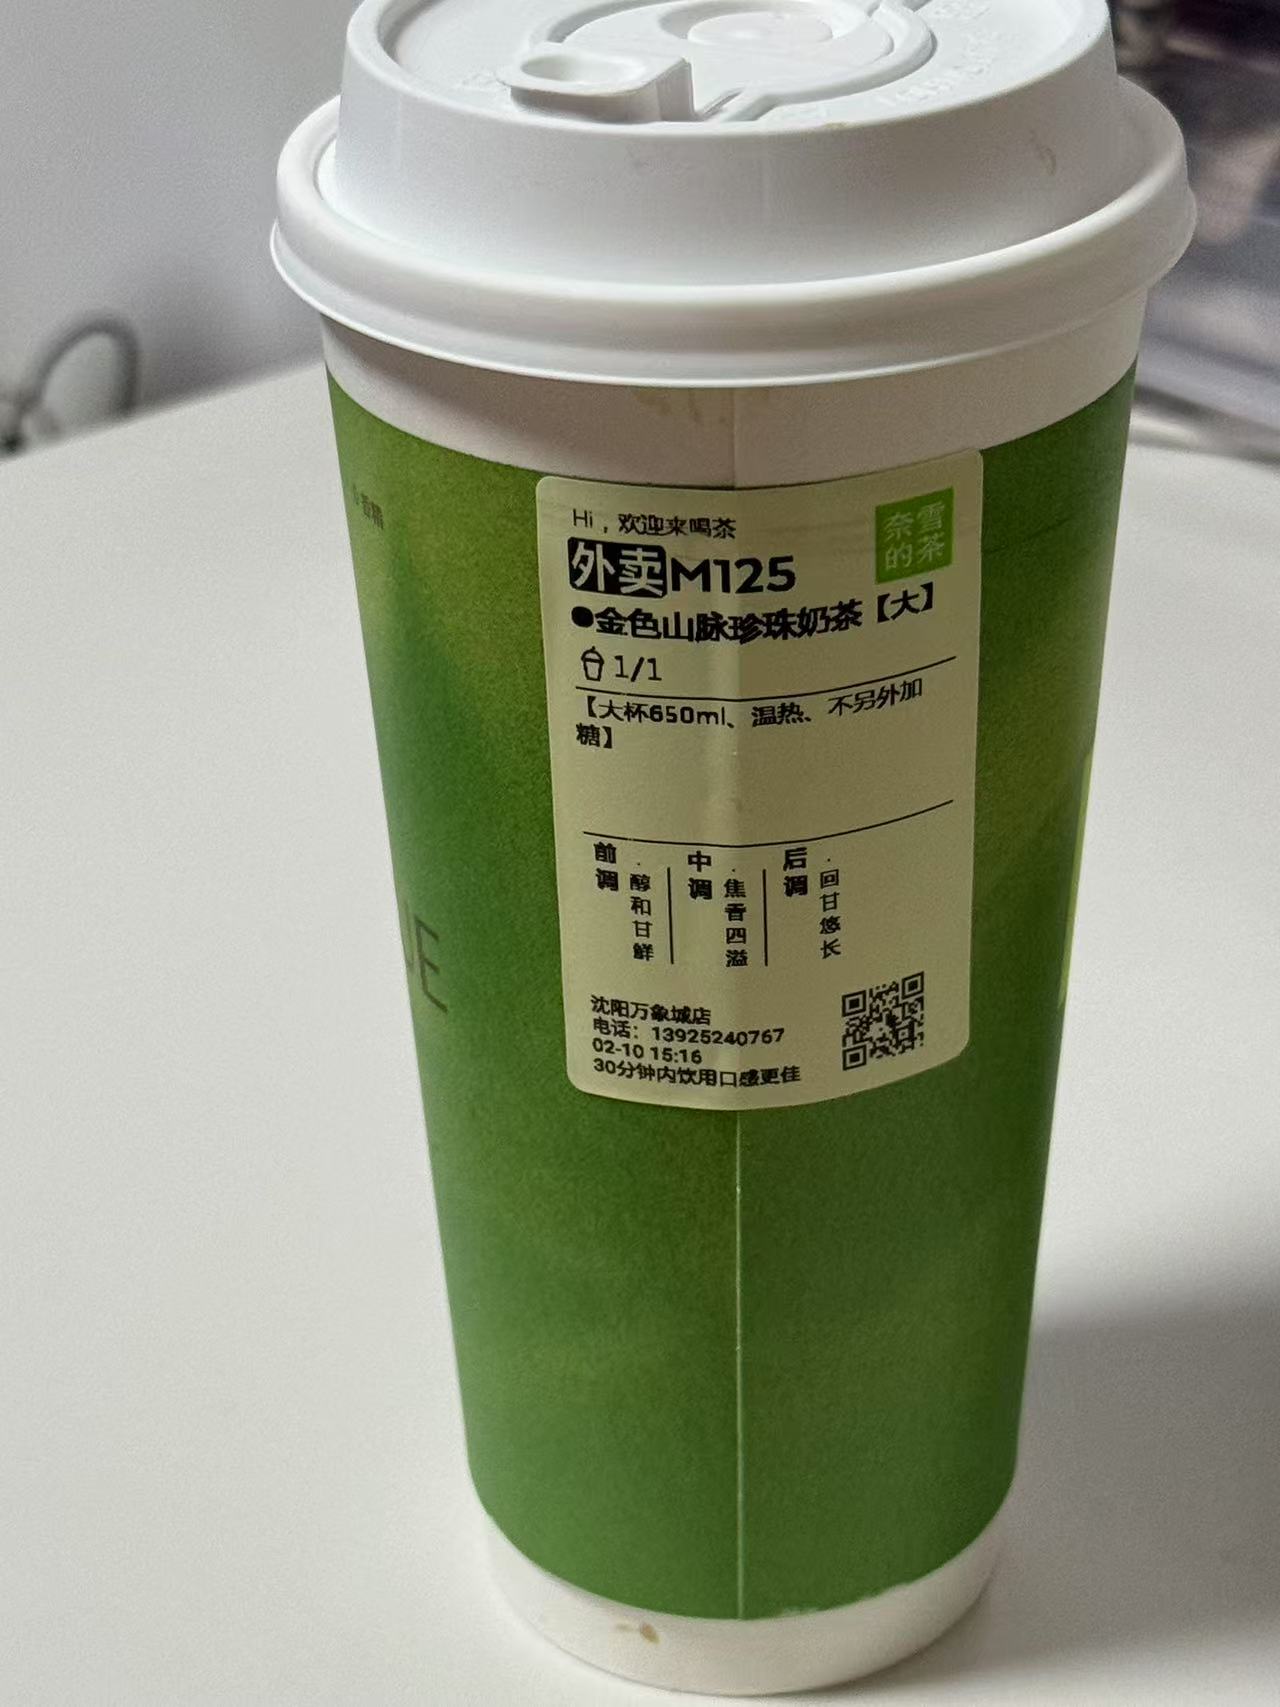 Hi，欢迎来喝茶
奈雪
的茶
外卖M125
●金色山脉珍珠奶茶【大】
1/1
【大杯650ml、温热、不另外加
糖】
前调·醇和甘鲜
中调·焦香四溢
后调·回甘悠长
沈阳万象城店
电话：13925240767
02-10 15:16
30分钟内饮用口感更佳
UE